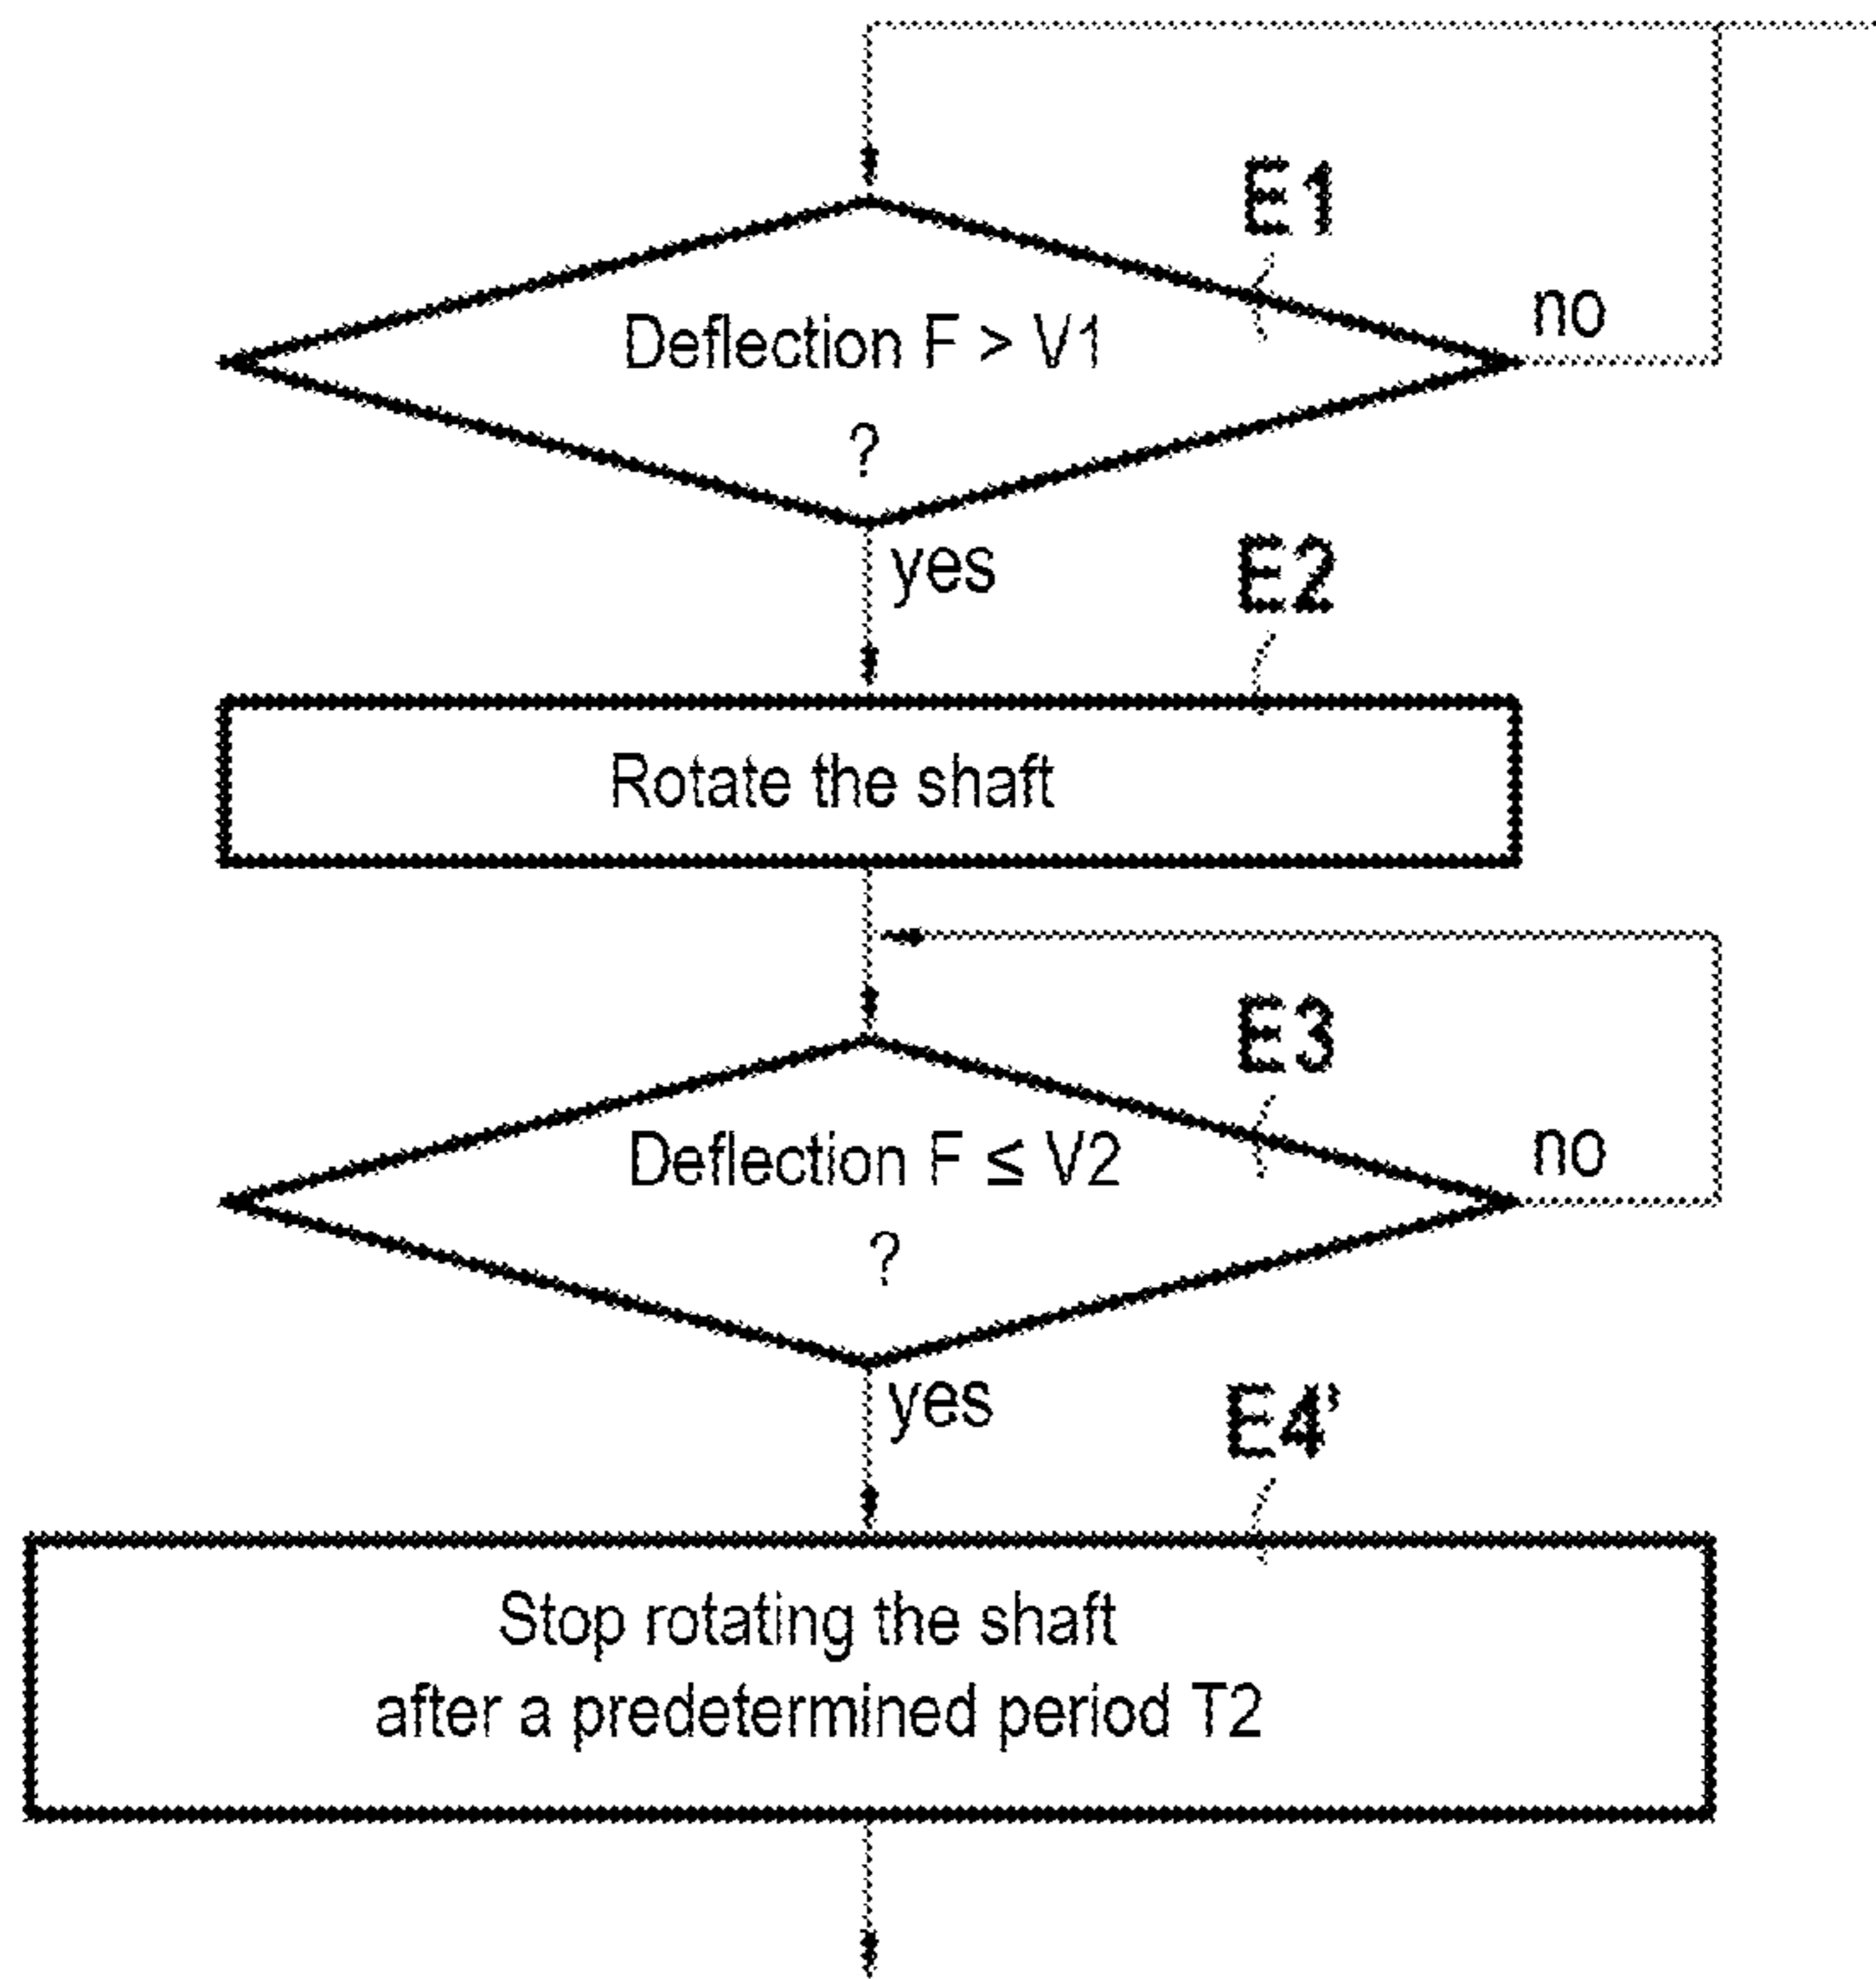 E1
Deflection F > V1
?
no
yes
E2
Rotate the shaft
E3
Deflection F ≤ V2
?
no
yes
E4'
Stop rotating the shaft
after a predetermined period T2